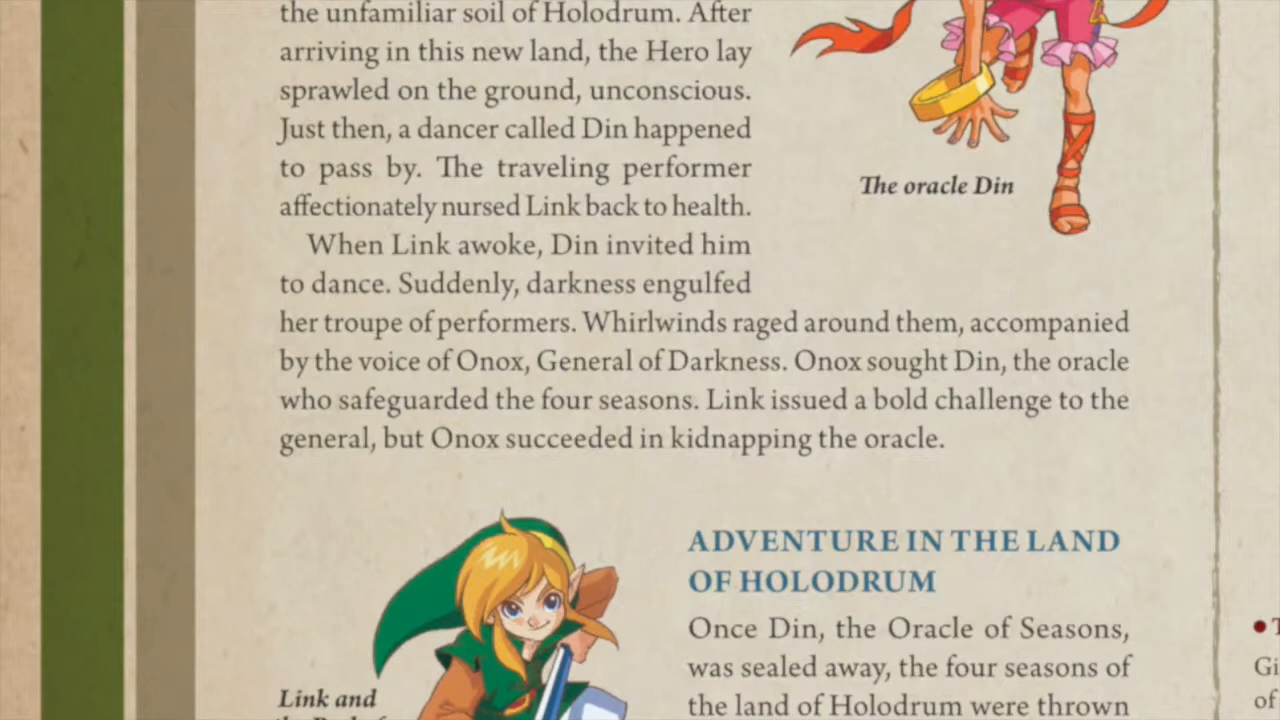 the unfamiliar soil of Holodrum. After
arriving in this new land, the Hero lay
sprawled on the ground, unconscious.
Just then, a dancer called Din happened
to pass by. The traveling performer
affectionately nursed Link back to health.
When Link awoke, Din invited him
to dance. Suddenly, darkness engulfed
her troupe of performers. Whirlwinds raged around them, accompanied
by the voice of Onox, General of Darkness. Onox sought Din, the oracle
who safeguarded the four seasons. Link issued a bold challenge to the
general, but Onox succeeded in kidnapping the oracle.
The oracle Din
Link and
ADVENTURE IN THE LAND
OF HOLODRUM
Once Din, the Oracle of Seasons,
was sealed away, the four seasons of
the land of Holodrum were thrown
of